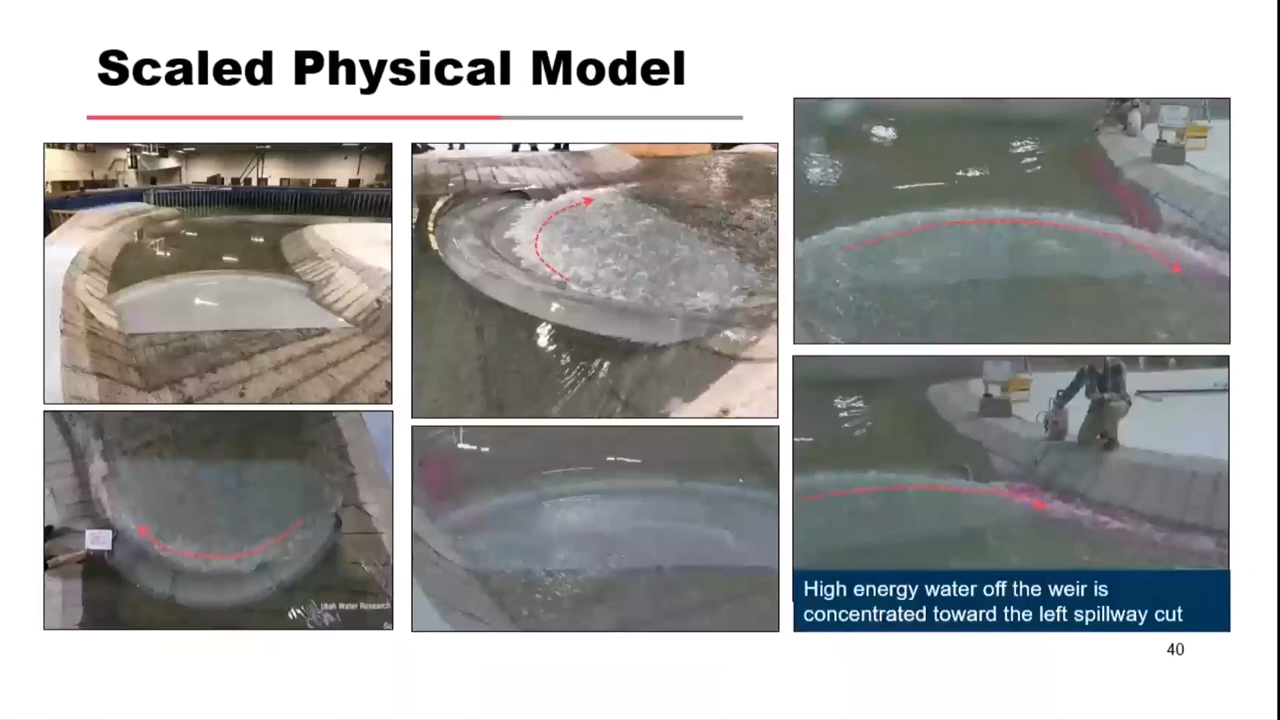 Scaled Physical Model
Utah Water Research
High energy water off the weir is
concentrated toward the left spillway cut
40